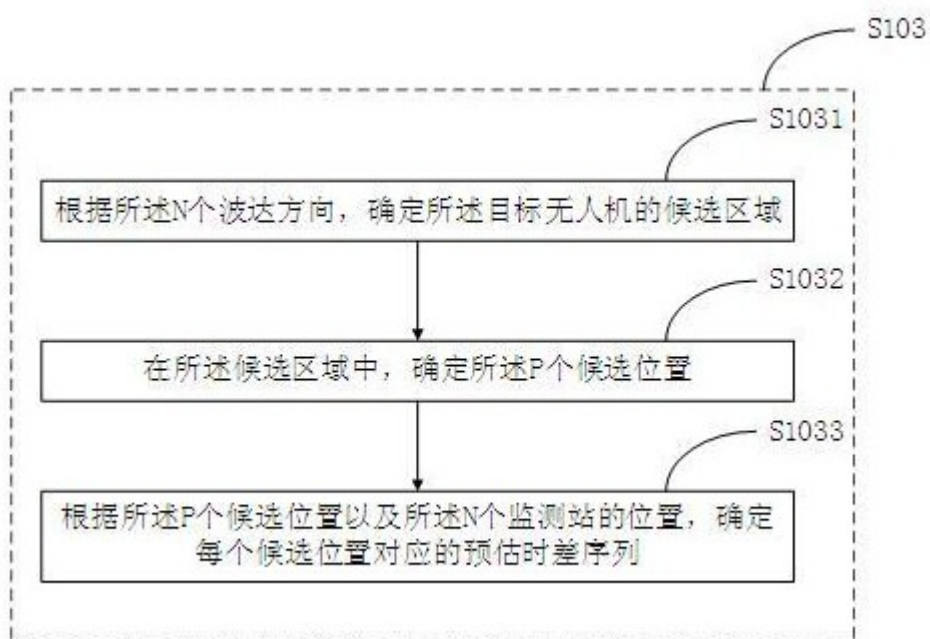 S103
S1031
根据所述N个波达方向，确定所述目标无人机的候选区域
S1032
在所述候选区域中，确定所述P个候选位置
S1033
根据所述P个候选位置以及所述N个监测站的位置，确定
每个候选位置对应的预估时差序列